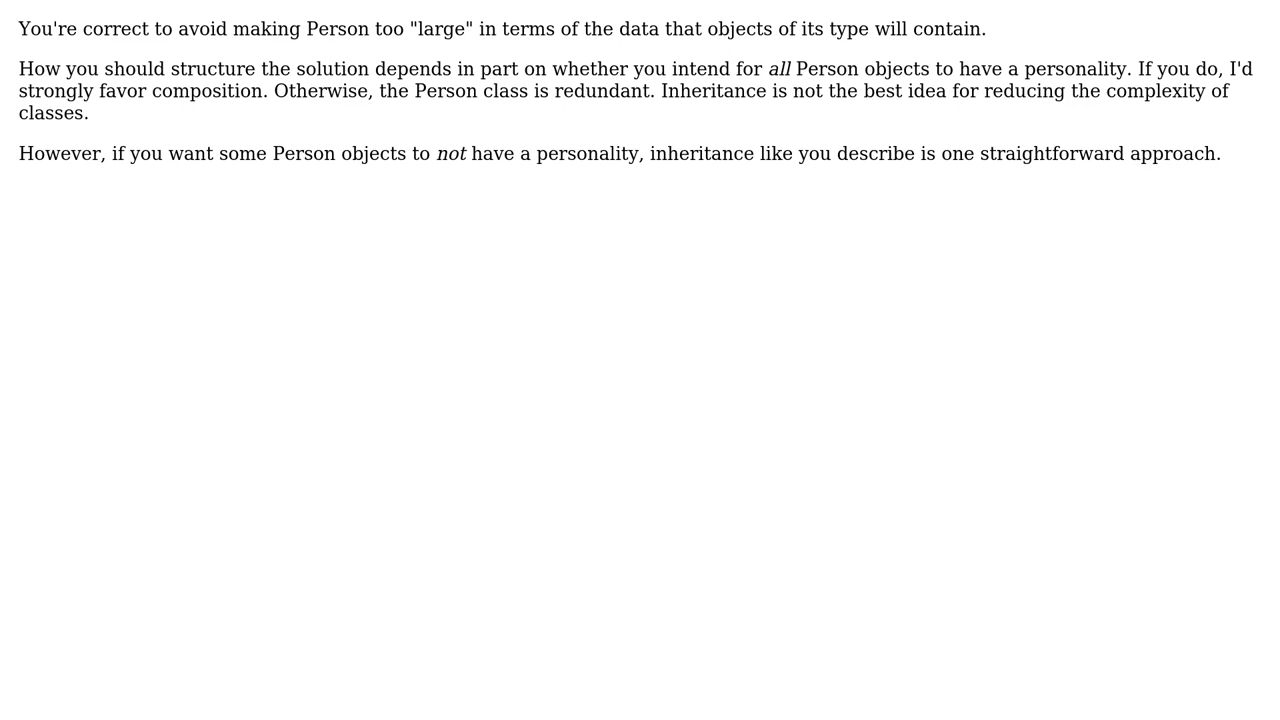 You're correct to avoid making Person too "large" in terms of the data that objects of its type will contain.
How you should structure the solution depends in part on whether you intend for all Person objects to have a personality. If you do, I'd
strongly favor composition. Otherwise, the Person class is redundant. Inheritance is not the best idea for reducing the complexity of
classes.
However, if you want some Person objects to not have a personality, inheritance like you describe is one straightforward approach.